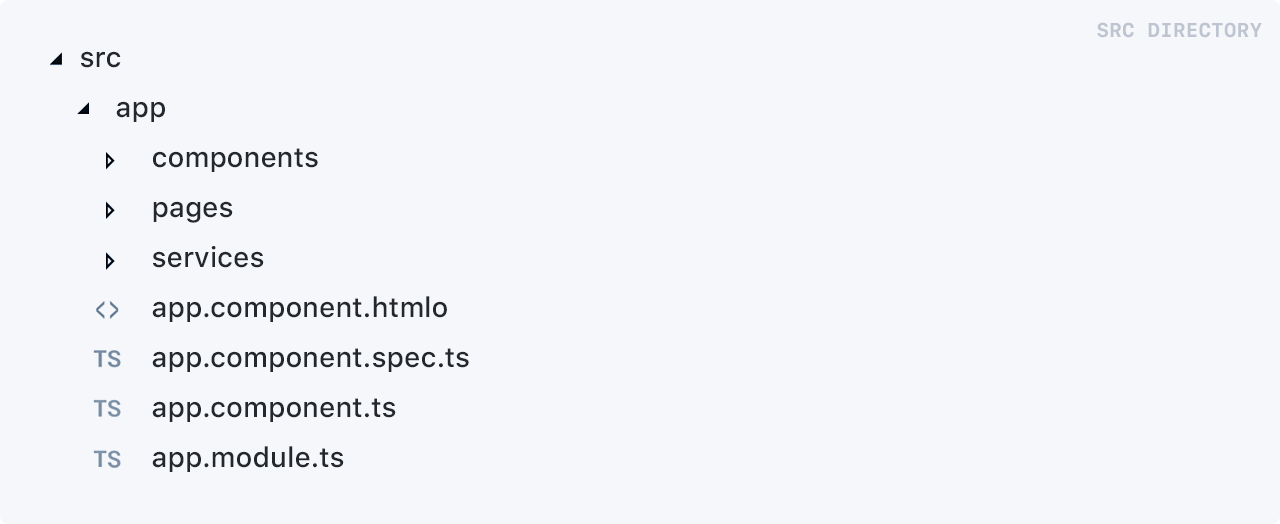 SRC DIRECTORY
src
app
components
pages
services
<> app.component.htmlo
TS app.component.spec.ts
TS app.component.ts
TS app.module.ts